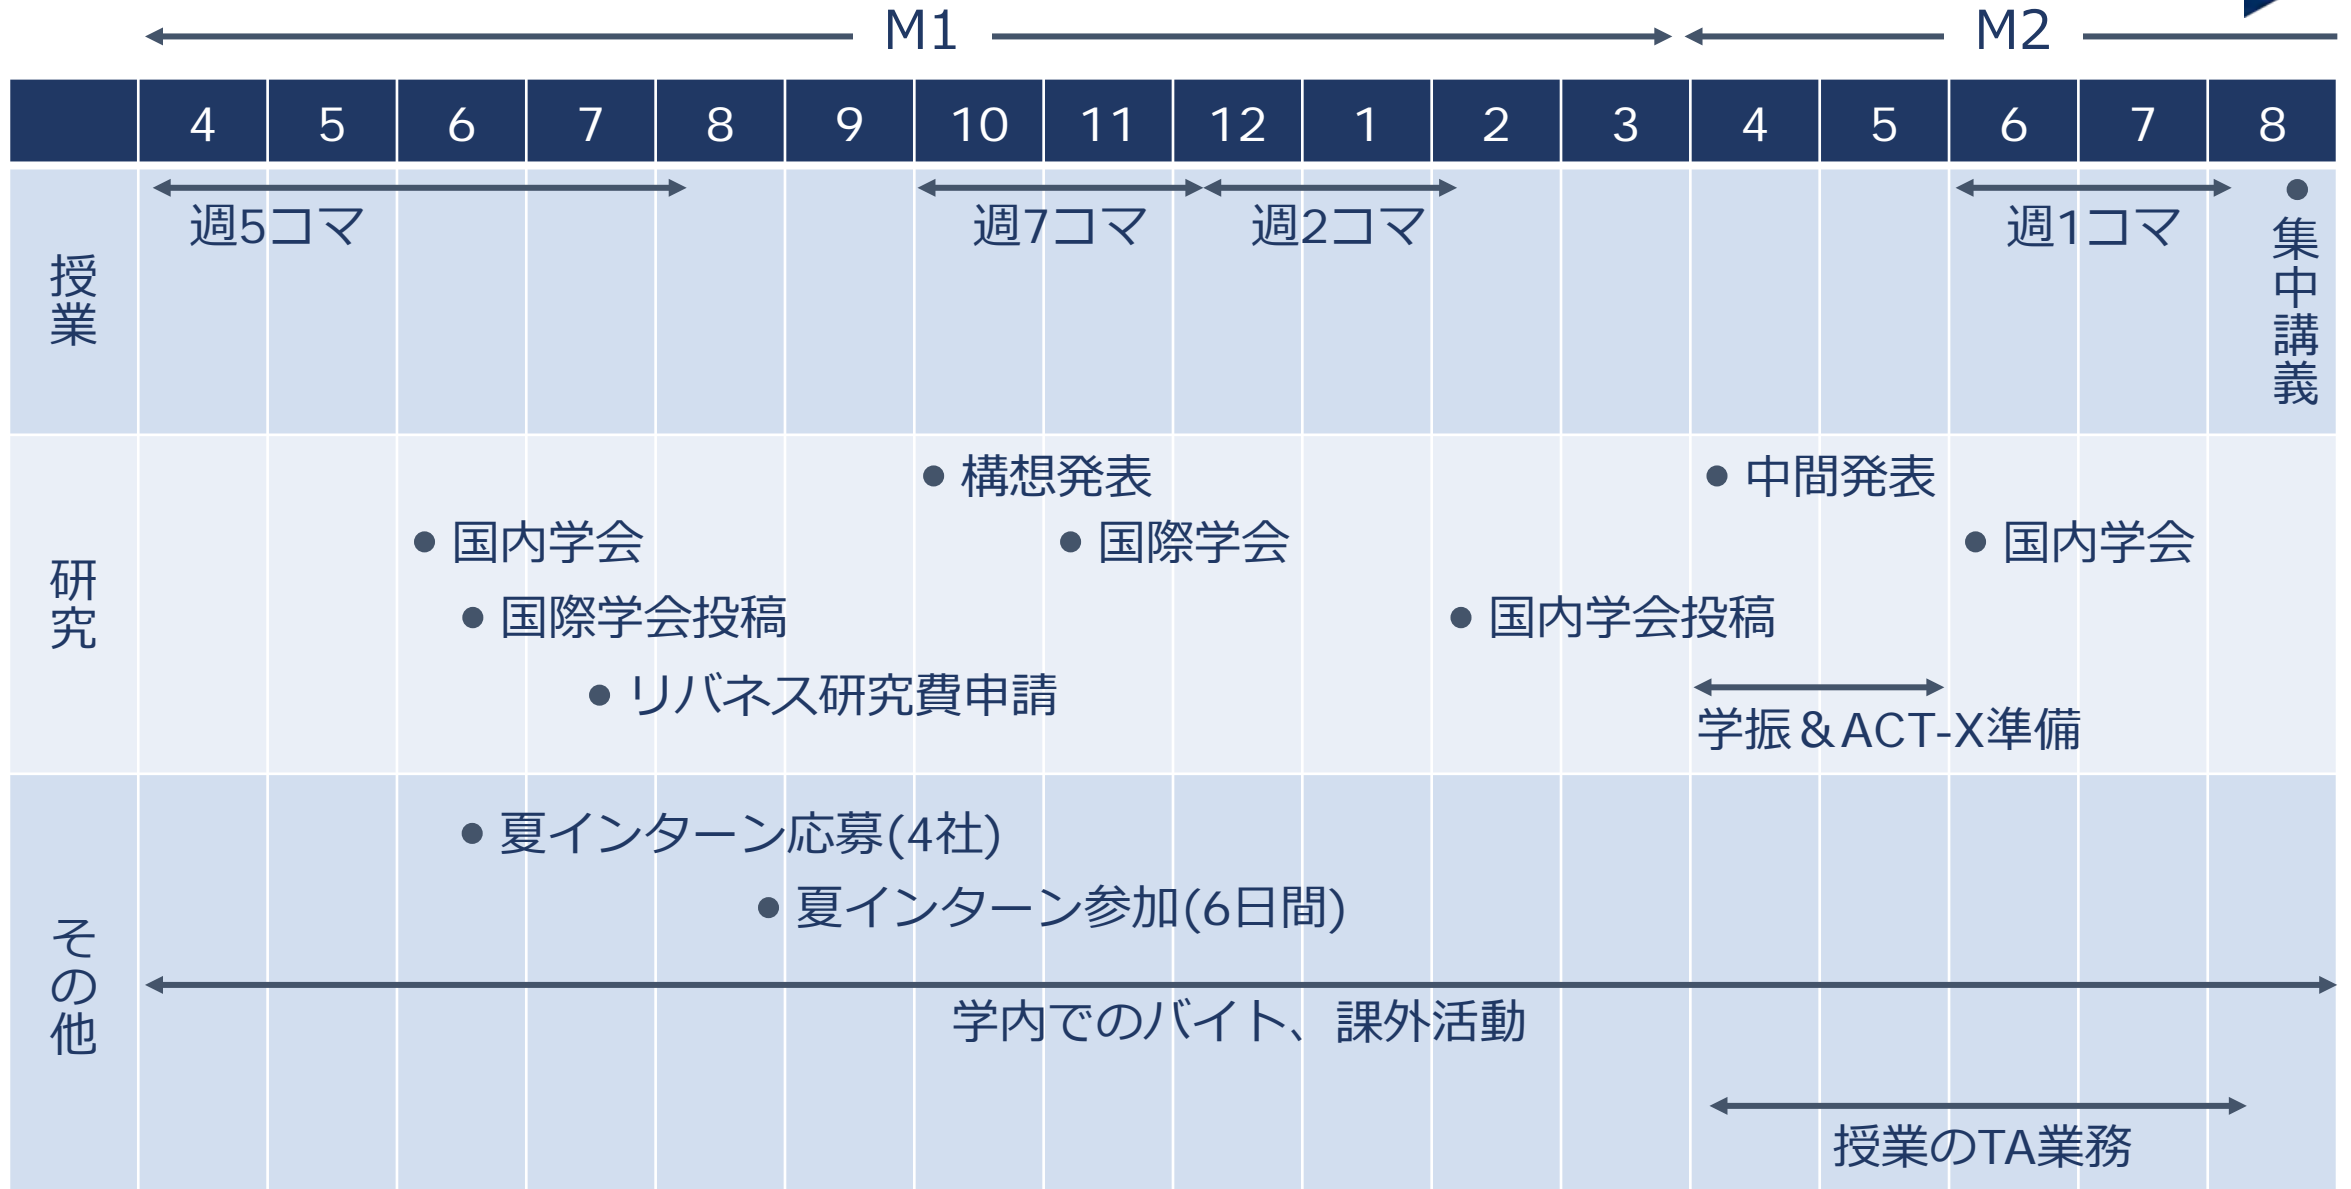 M1 M2
4 5 6 7 8 9 10 11 12 1 2 3 4 5 6 7 8
授業
週5コマ 週7コマ 週2コマ 週1コマ
集中講義
研究
構想発表 中間発表
国内学会 国際学会 国内学会
国際学会投稿 国内学会投稿
リバネス研究費申請
学振&ACT-X準備
その他
夏インターン応募(4社)
夏インターン参加(6日間)
学内でのバイト、課外活動
授業のTA業務